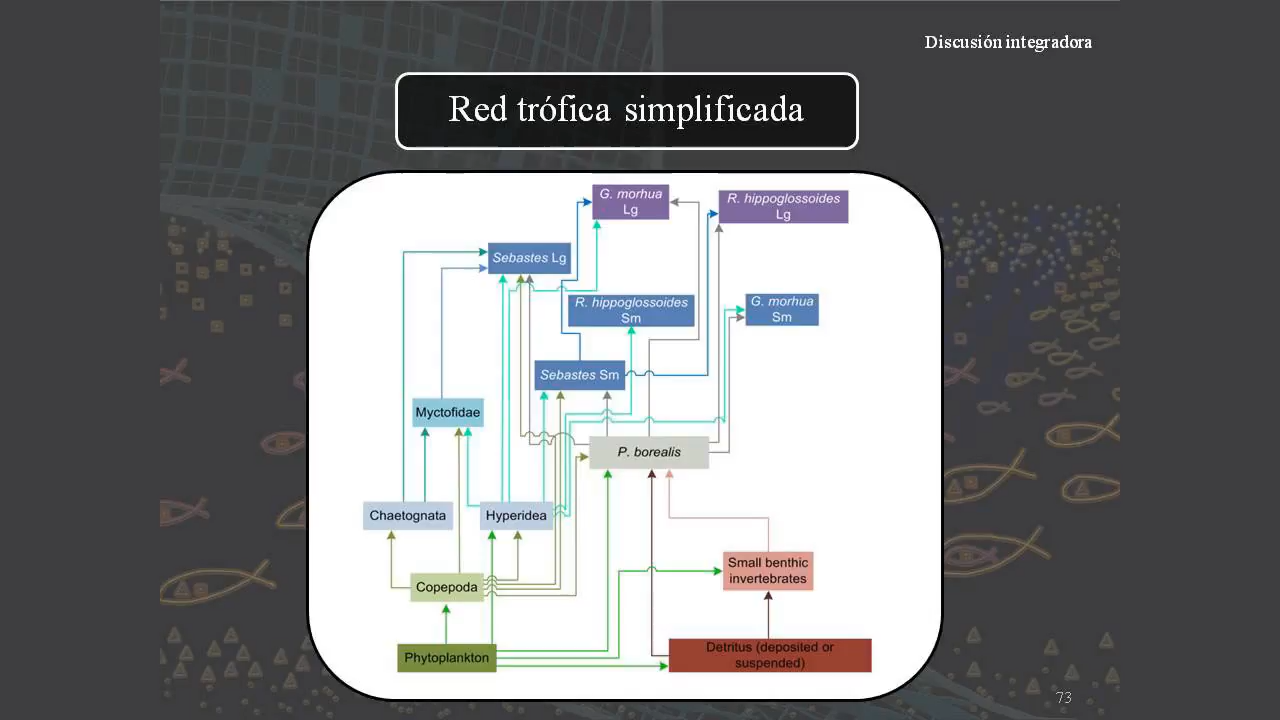 Discusión integradora
Red trófica simplificada
G. morhua
Lg
R. hippoglossoides
Lg
Sebastes Lg
R. hippoglossoides
Sm
G. morhua
Sm
Sebastes Sm
Myctofidae
P. borealis
Chaetognata
Hyperidea
Small benthic
invertebrates
Copepoda
Phytoplankton
Detritus (deposited or
suspended)
73